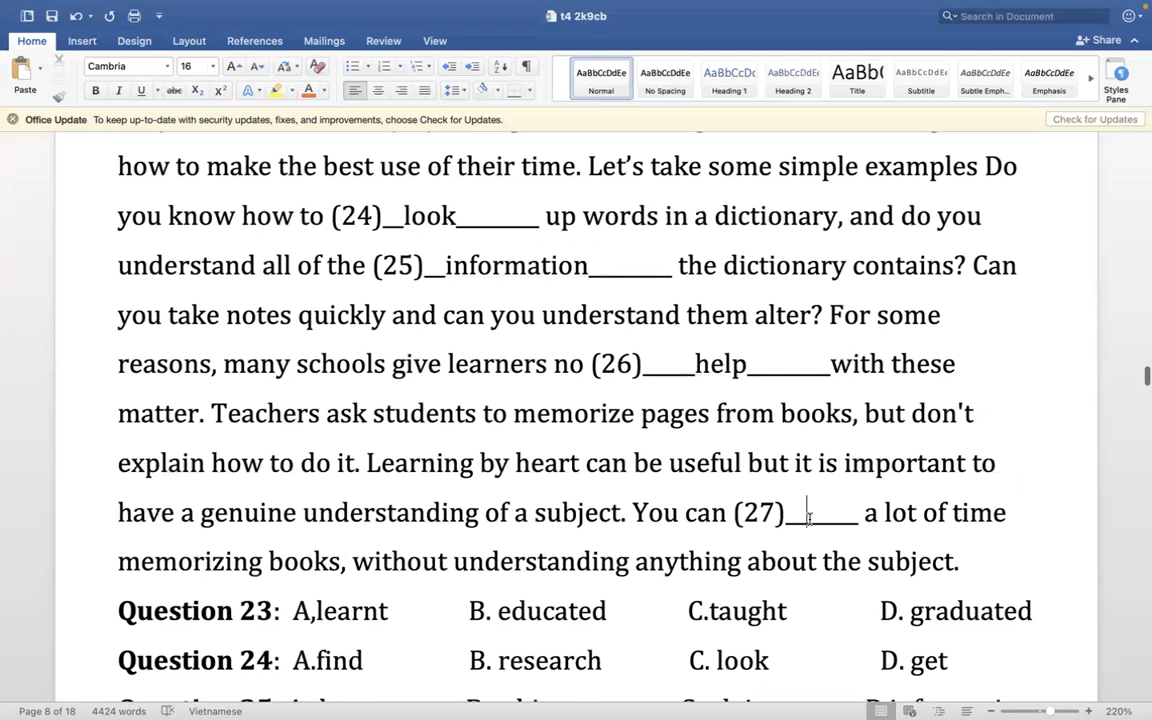 t4 2k9cb
Search in Document
Home Insert Design Layout References Mailings Review View
Share
Paste
Cambria 16
B I U abc X₂ X²
AaBbCcDdEe AaBbCcDdEe AaBbCcDc AaBbCcDdEe AaBb( AaBbCcDdEe AaBbCcDdEe AaBbCcDdEe
Normal No Spacing Heading 1 Heading 2 Title Subtitle Subtle Emph... Emphasis
Styles
Pane
Office Update To keep up-to-date with security updates, fixes, and improvements, choose Check for Updates.
Check for Updates
how to make the best use of their time. Let's take some simple examples Do
you know how to (24)__look________ up words in a dictionary, and do you
understand all of the (25)__information________ the dictionary contains? Can
you take notes quickly and can you understand them alter? For some
reasons, many schools give learners no (26)_____help________with these
matter. Teachers ask students to memorize pages from books, but don't
explain how to do it. Learning by heart can be useful but it is important to
have a genuine understanding of a subject. You can (27)_______ a lot of time
memorizing books, without understanding anything about the subject.
Question 23: A,learnt B. educated C.taught D. graduated
Question 24: A.find B. research C. look D. get
Page 8 of 18 4424 words Vietnamese
220%